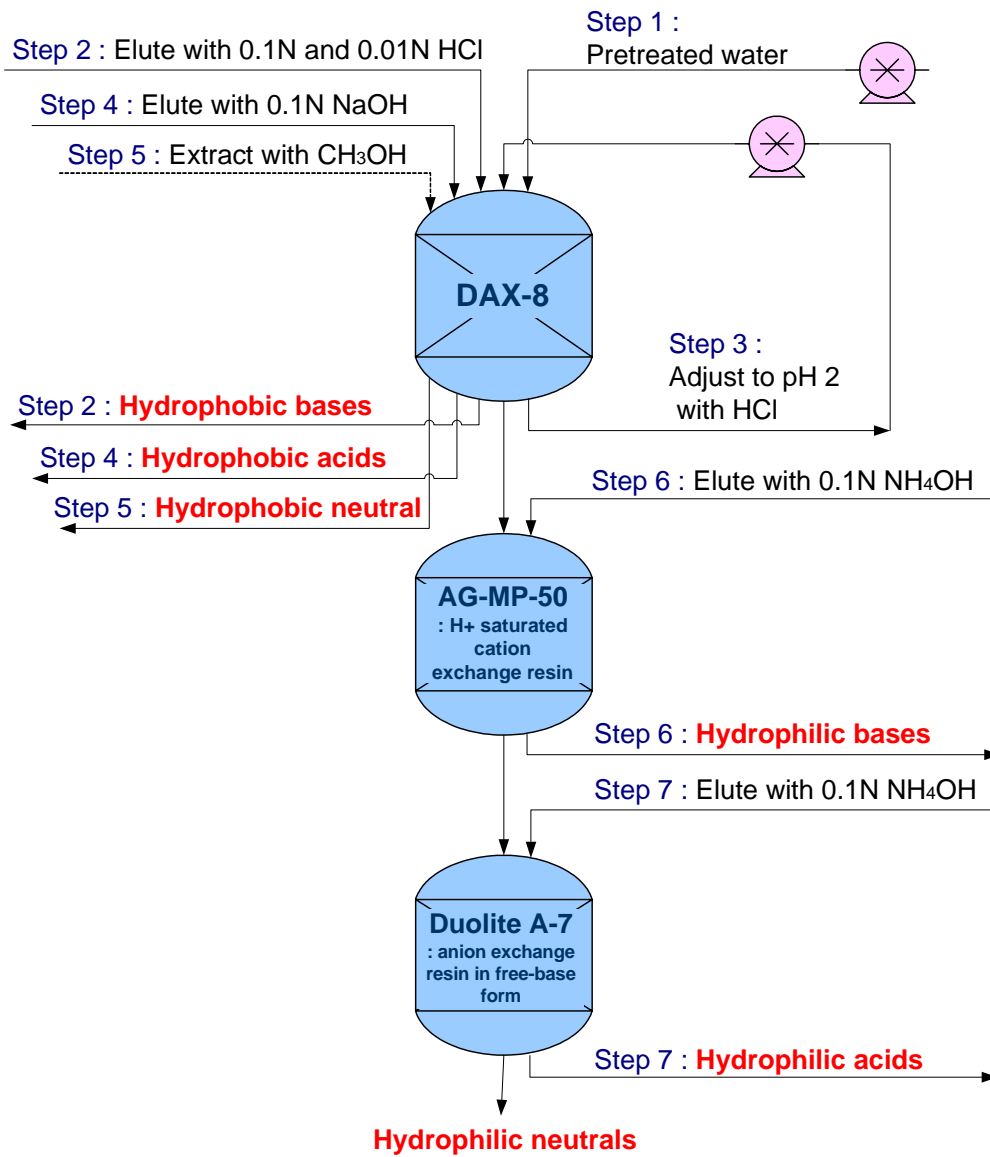 Step 1 :
Pretreated water
Step 2 : Elute with 0.1N and 0.01N HCl
Step 4 : Elute with 0.1N NaOH
Step 5 : Extract with CH₃OH
DAX-8
Step 3 :
Adjust to pH 2
with HCl
Step 2 : Hydrophobic bases
Step 4 : Hydrophobic acids
Step 5 : Hydrophobic neutral
Step 6 : Elute with 0.1N NH₄OH
AG-MP-50
: H+ saturated
cation
exchange resin
Step 6 : Hydrophilic bases
Step 7 : Elute with 0.1N NH₄OH
Duolite A-7
: anion exchange
resin in free-base
form
Step 7 : Hydrophilic acids
Hydrophilic neutrals